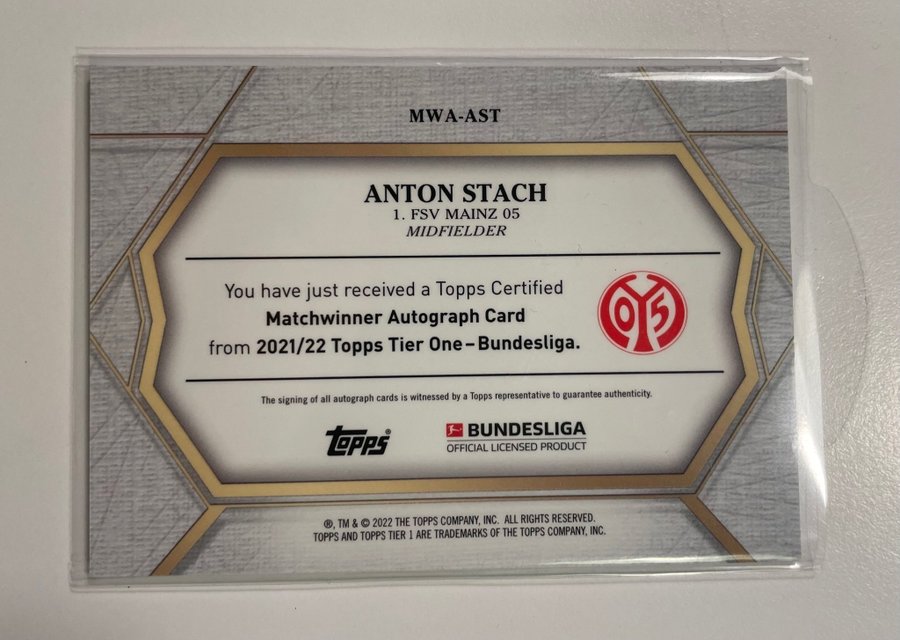 MWA-AST
ANTON STACH
1. FSV MAINZ 05
MIDFIELDER
You have just received a Topps Certified
Matchwinner Autograph Card
from 2021/22 Topps Tier One–Bundesliga.
05
The signing of all autograph cards is witnessed by a Topps representative to guarantee authenticity.
topps®
BUNDESLIGA
OFFICIAL LICENSED PRODUCT
®, TM & © 2022 THE TOPPS COMPANY, INC. ALL RIGHTS RESERVED.
TOPPS AND TOPPS TIER 1 ARE TRADEMARKS OF THE TOPPS COMPANY, INC.